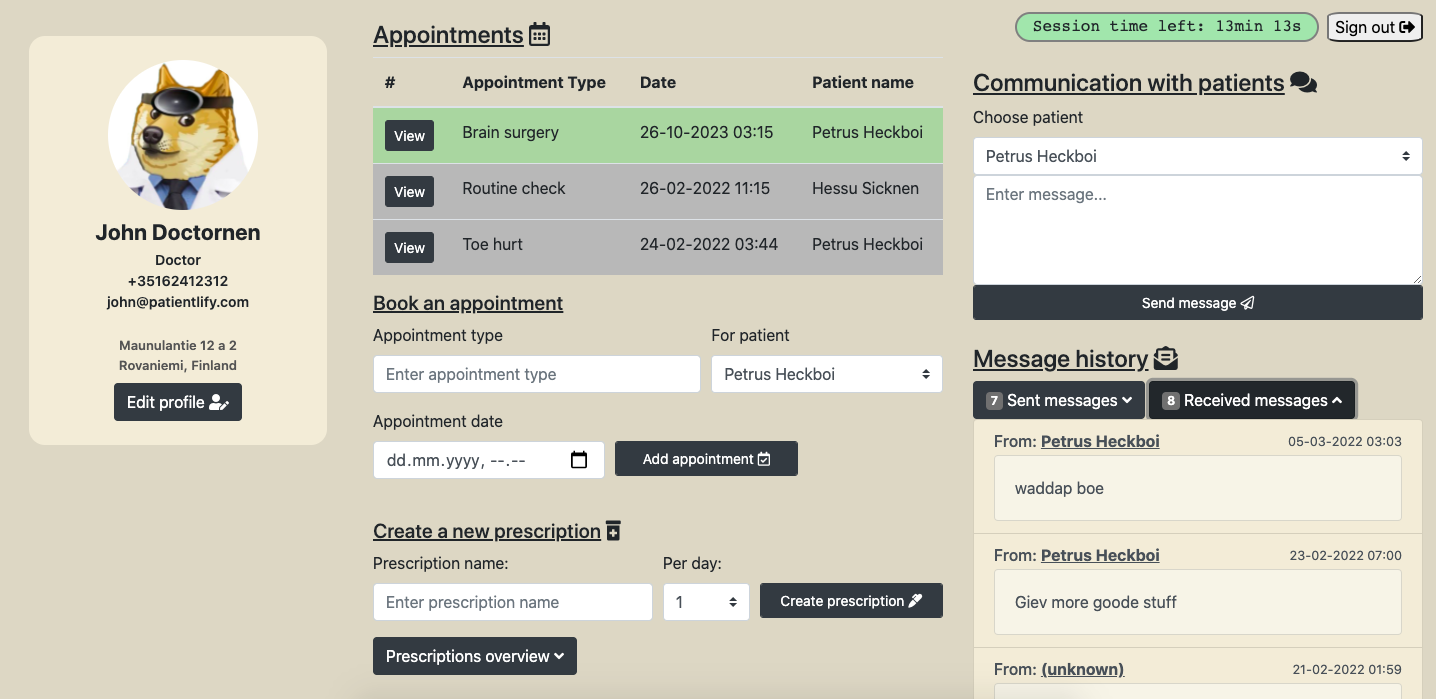 John Doctornen
Doctor
+35162412312
john@patientlify.com
Maunulantie 12 a 2
Rovaniemi, Finland
Edit profile
Appointments
# Appointment Type Date Patient name
View Brain surgery 26-10-2023 03:15 Petrus Heckboi
View Routine check 26-02-2022 11:15 Hessu Sicknen
View Toe hurt 24-02-2022 03:44 Petrus Heckboi
Book an appointment
Appointment type For patient
Enter appointment type Petrus Heckboi
Appointment date
dd.mm.yyyy, --.-- Add appointment
Create a new prescription
Prescription name: Per day:
Enter prescription name 1 Create prescription
Prescriptions overview
Session time left: 13min 13s Sign out
Communication with patients
Choose patient
Petrus Heckboi
Enter message...
Send message
Message history
7 Sent messages 8 Received messages
From: Petrus Heckboi 05-03-2022 03:03
waddap boe
From: Petrus Heckboi 23-02-2022 07:00
Giev more goode stuff
From: (unknown) 21-02-2022 01:59